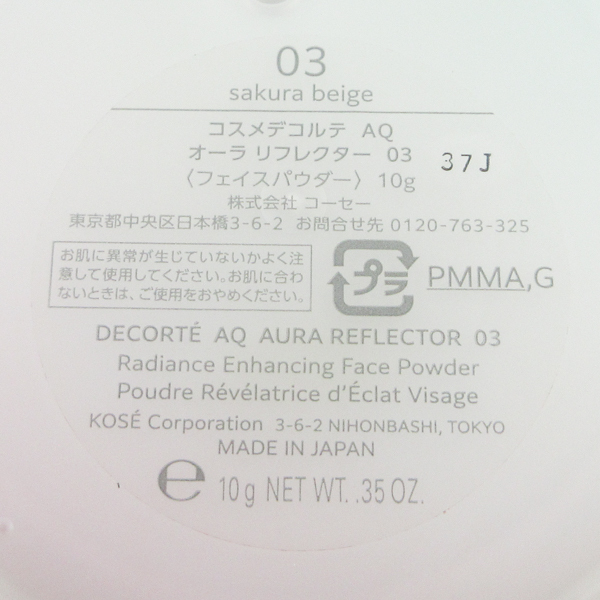 03
sakura beige
コスメデコルテ AQ
オーラ リフレクター 03
37J
〈フェイスパウダー〉 10g
株式会社 コーセー
東京都中央区日本橋3-6-2 お問合せ先 0120-763-325
お肌に異常が生じていないかよく注
意して使用してください。お肌に合わ
ないときは、ご使用をおやめください。
プラ
PMMA,G
DECORTÉ AQ AURA REFLECTOR 03
Radiance Enhancing Face Powder
Poudre Révélatrice d'Éclat Visage
KOSÉ Corporation 3-6-2 NIHONBASHI, TOKYO
MADE IN JAPAN
℮ 10g NET WT. .35 OZ.